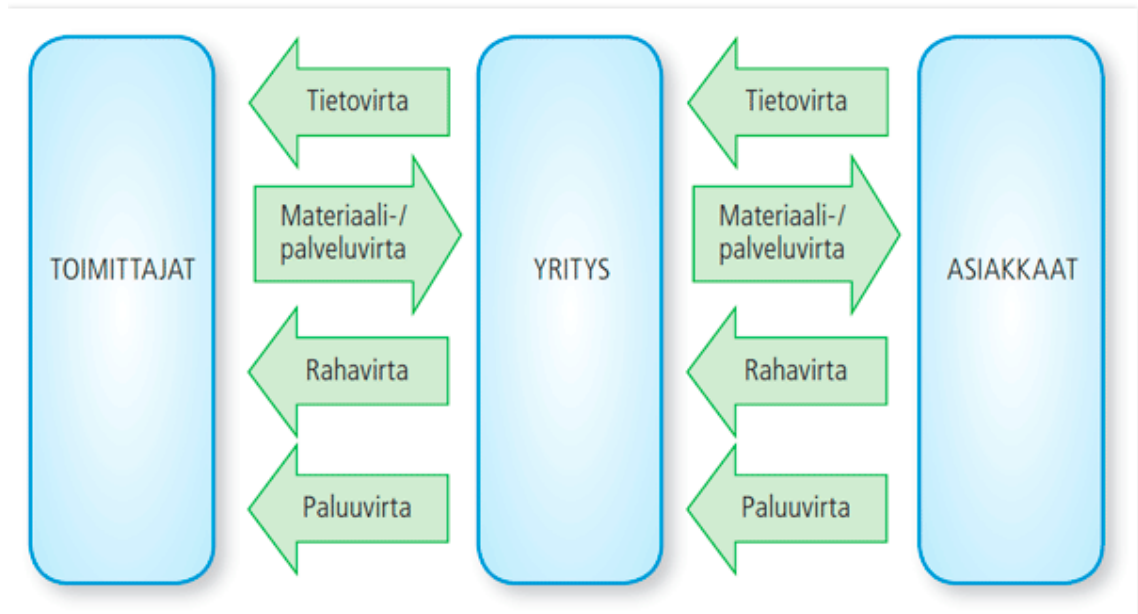 Tietovirta
Tietovirta
Materiaali-/
palveluvirta
Materiaali-/
palveluvirta
TOIMITTAJAT
YRITYS
ASIAKKAAT
Rahavirta
Rahavirta
Paluuvirta
Paluuvirta